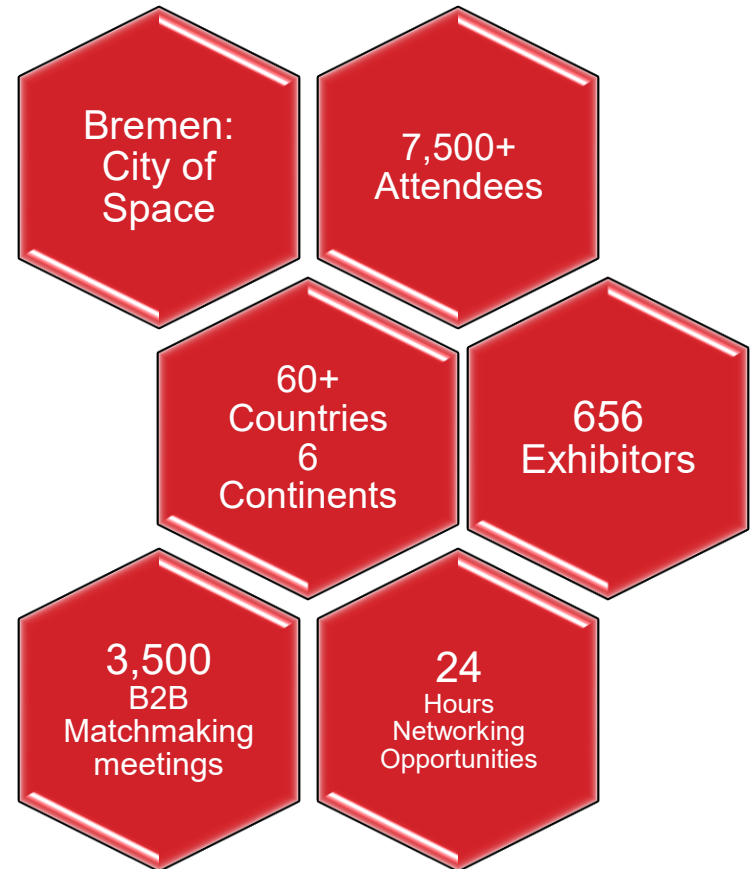 Bremen:
City of
Space
7,500+
Attendees
60+
Countries
6
Continents
656
Exhibitors
3,500
B2B
Matchmaking
meetings
24
Hours
Networking
Opportunities